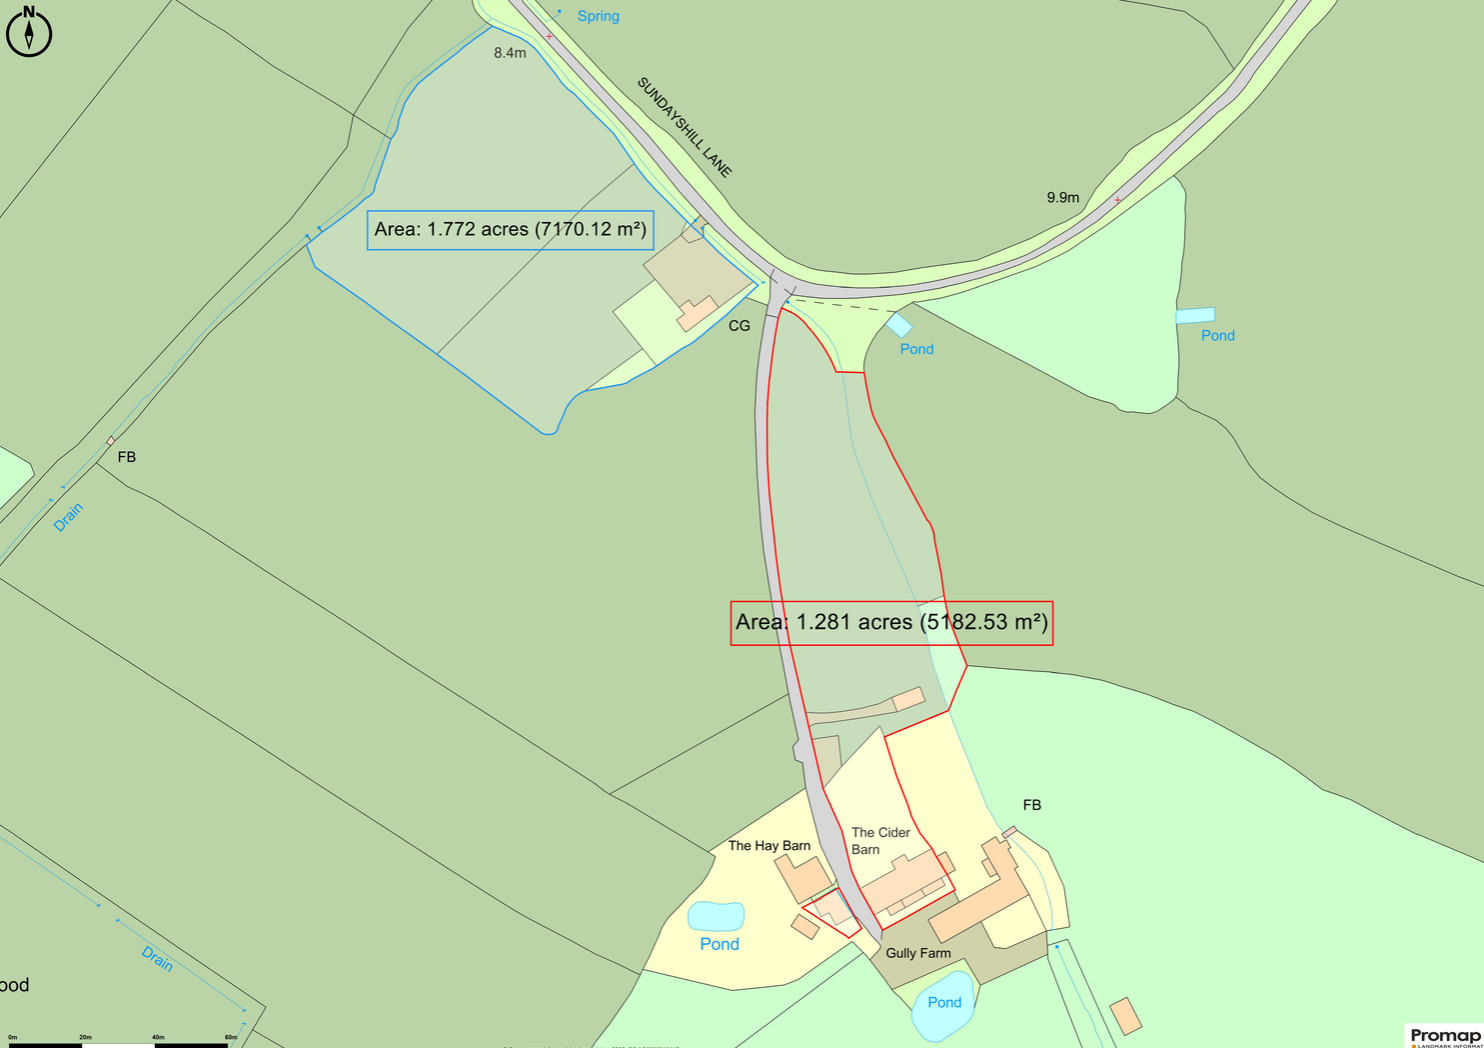 N
Spring
8.4m
SUNDAYSHILL LANE
9.9m
Area: 1.772 acres (7170.12 m²)
CG
Pond
Pond
FB
Drain
Area: 1.281 acres (5182.53 m²)
FB
The Cider
Barn
The Hay Barn
Pond
Gully Farm
Drain
Pond
ood
0m 20m 40m 60m
Promap
LANDMARK INFORMAT